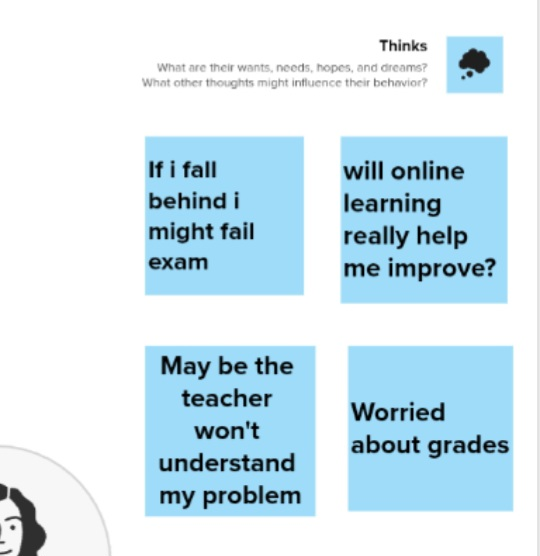 Thinks
What are their wants, needs, hopes, and dreams?
What other thoughts might influence their behavior?
If i fall
behind i
might fail
exam
will online
learning
really help
me improve?
May be the
teacher
won't
understand
my problem
Worried
about grades